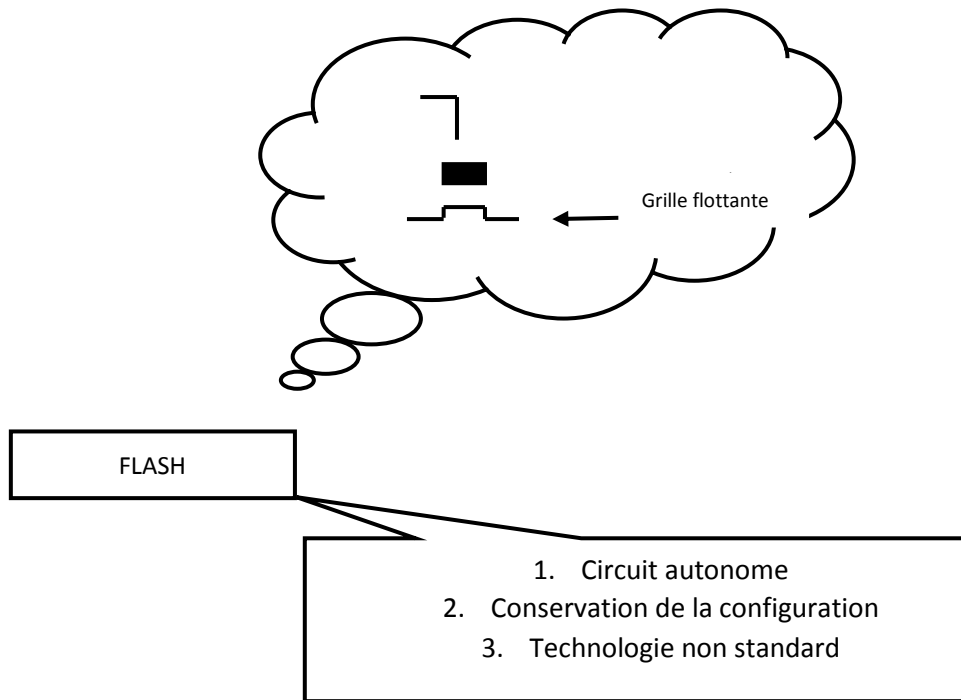 Grille flottante
FLASH
1. Circuit autonome
2. Conservation de la configuration
3. Technologie non standard